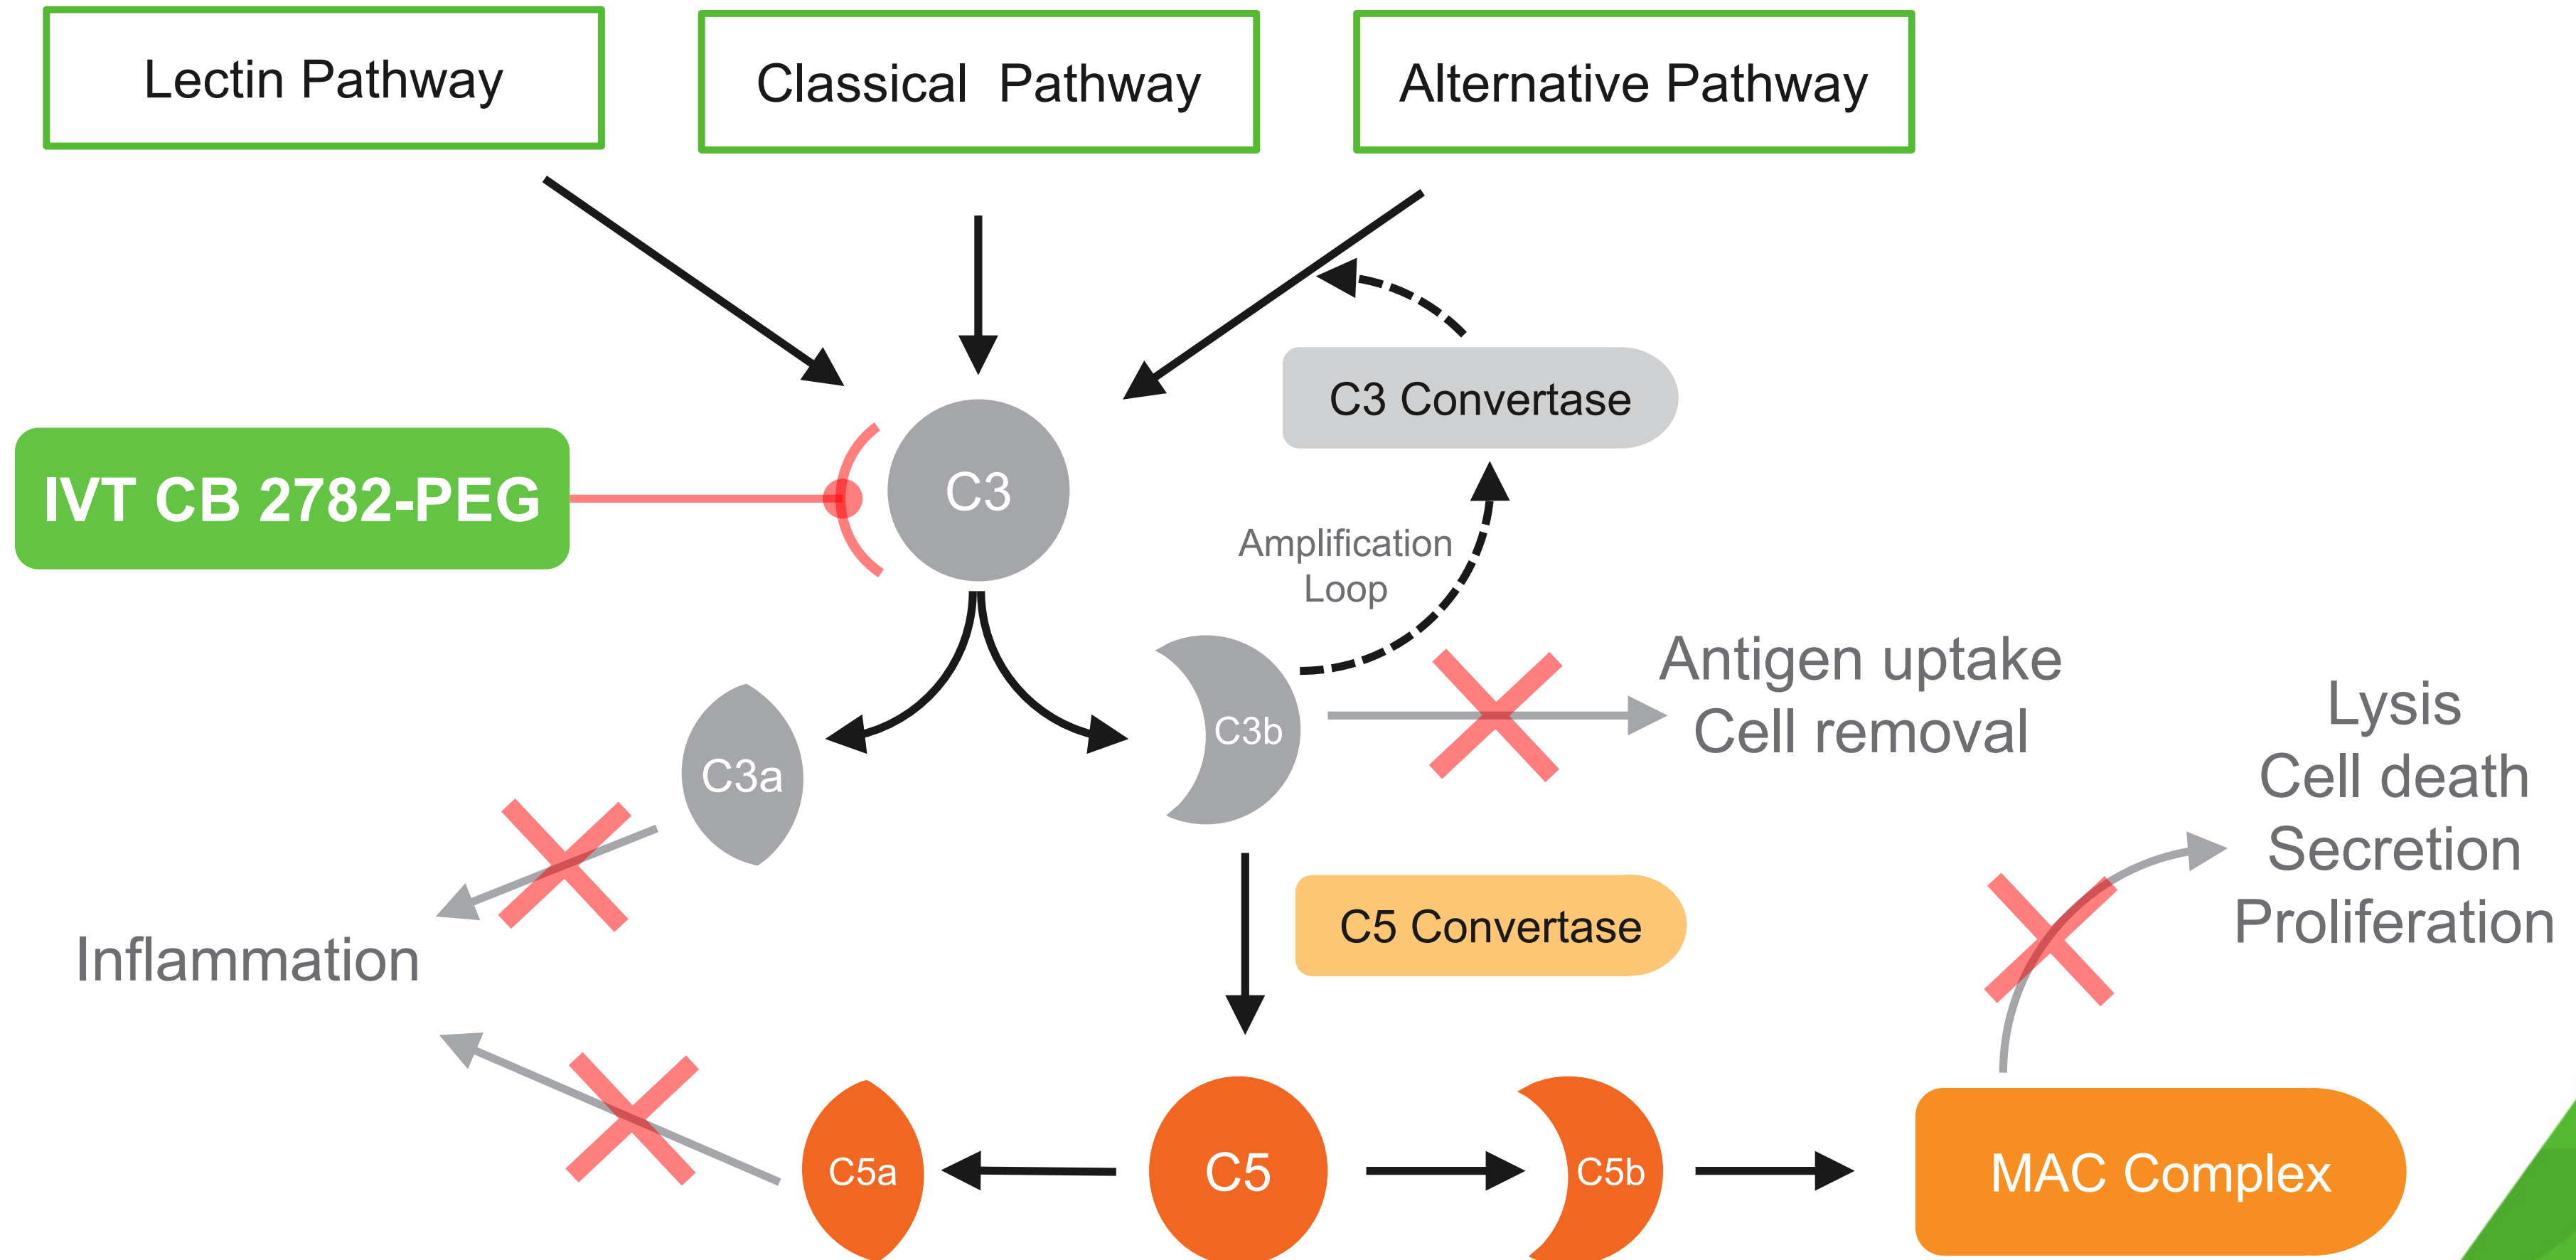 Lectin Pathway
Classical Pathway
Alternative Pathway
C3 Convertase
IVT CB 2782-PEG
C3
Amplification
Loop
Antigen uptake
Cell removal
C3b
C3a
Lysis
Cell death
Secretion
Proliferation
C5 Convertase
Inflammation
C5a
C5
C5b
MAC Complex